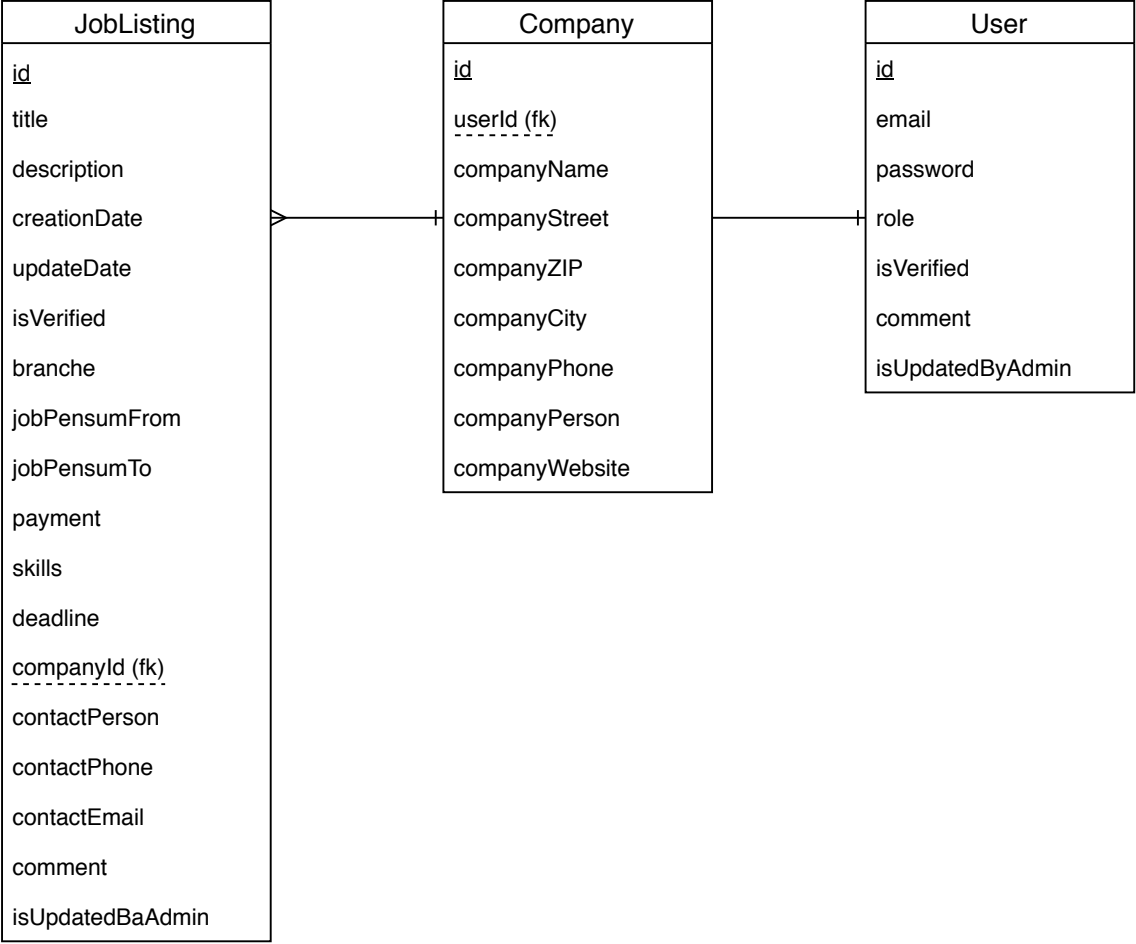 JobListing
id
title
description
creationDate
updateDate
isVerified
branche
jobPensumFrom
jobPensumTo
payment
skills
deadline
companyId (fk)
contactPerson
contactPhone
contactEmail
comment
isUpdatedBaAdmin
Company
id
userId (fk)
companyName
companyStreet
companyZIP
companyCity
companyPhone
companyPerson
companyWebsite
User
id
email
password
role
isVerified
comment
isUpdatedByAdmin